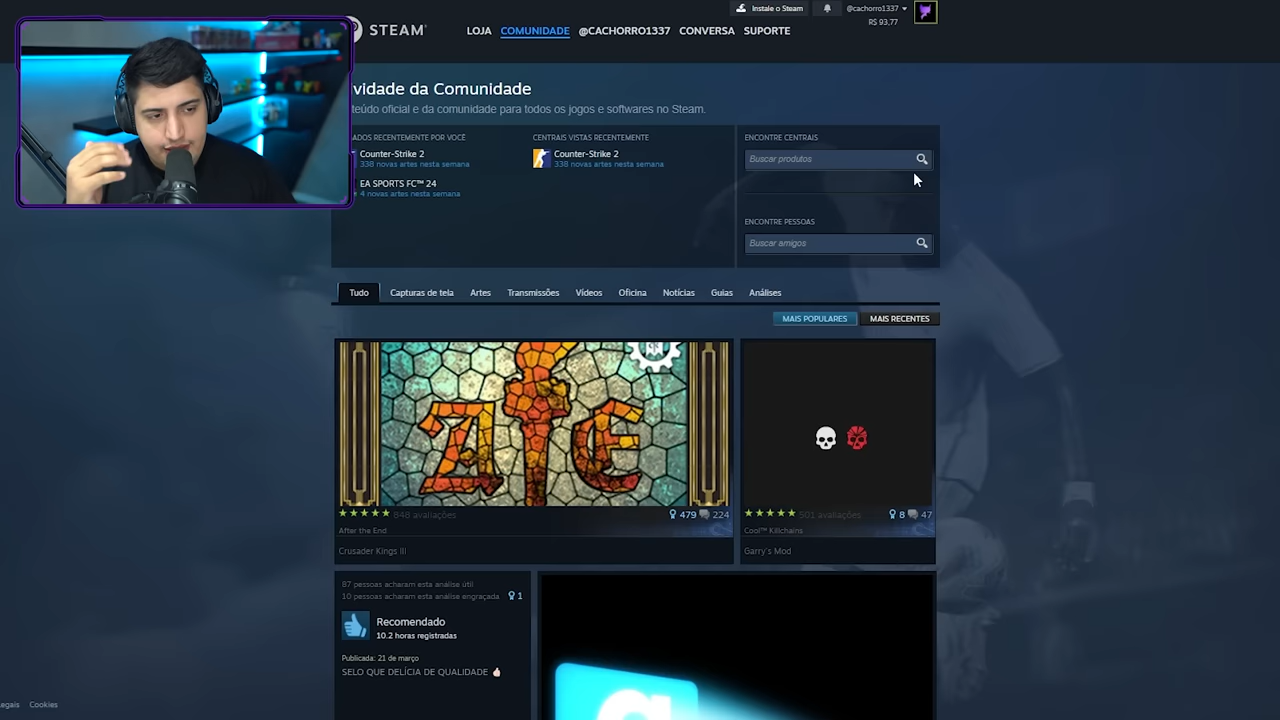 STEAM®
LOJA COMUNIDADE @CACHORRO1337 CONVERSA SUPORTE
Instale o Steam
@cachorro1337
R$ 93,77
vidade da Comunidade
teúdo oficial e da comunidade para todos os jogos e softwares no Steam.
ADOS RECENTEMENTE POR VOCÊ
Counter-Strike 2
338 novas artes nesta semana
EA SPORTS FC™ 24
4 novas artes nesta semana
CENTRAIS VISTAS RECENTEMENTE
Counter-Strike 2
338 novas artes nesta semana
ENCONTRE CENTRAIS
Buscar produtos
ENCONTRE PESSOAS
Buscar amigos
Tudo Capturas de tela Artes Transmissões Vídeos Oficina Notícias Guias Análises
MAIS POPULARES MAIS RECENTES
ATE
848 avaliações 479 224
After the End
Crusader Kings III
501 avaliações 8 47
Cool™ Killchains
Garry's Mod
87 pessoas acharam esta análise útil
10 pessoas acharam esta análise engraçada 1
Recomendado
10.2 horas registradas
Publicada: 21 de março
SELO QUE DELÍCIA DE QUALIDADE 👍🏻
egais Cookies